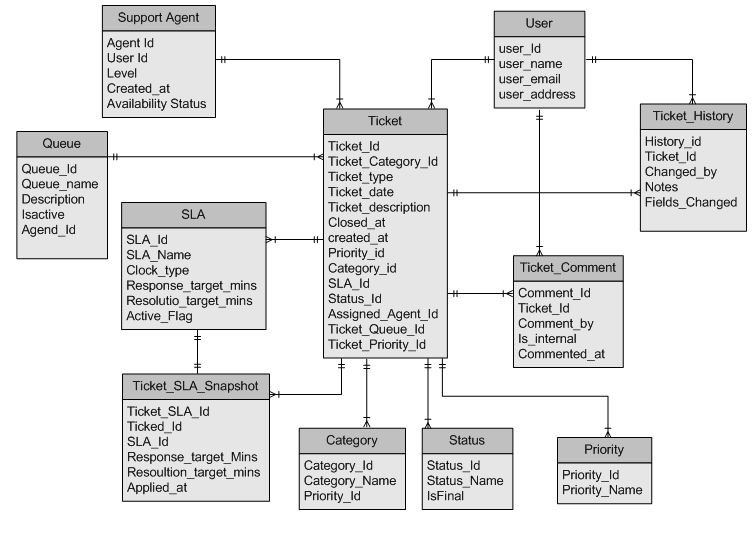 Support Agent
Agent Id
User Id
Level
Created_at
Availability Status
User
user_Id
user_name
user_email
user_address
Ticket_History
History_id
Ticket_Id
Changed_by
Notes
Fields_Changed
Queue
Queue_Id
Queue_name
Description
Isactive
Agend_Id
Ticket
Ticket_Id
Ticket_Category_Id
Ticket_type
Ticket_date
Ticket_description
Closed_at
created_at
Priority_id
Category_id
SLA_Id
Status_Id
Assigned_Agent_Id
Ticket_Queue_Id
Ticket_Priority_Id
SLA
SLA_Id
SLA_Name
Clock_type
Response_target_mins
Resolutio_target_mins
Active_Flag
Ticket_Comment
Comment_Id
Ticket_Id
Comment_by
Is_internal
Commented_at
Ticket_SLA_Snapshot
Ticket_SLA_Id
Ticked_Id
SLA_Id
Response_target_Mins
Resoultion_target_mins
Applied_at
Category
Category_Id
Category_Name
Priority_Id
Status
Status_Id
Status_Name
IsFinal
Priority
Priority_Id
Priority_Name